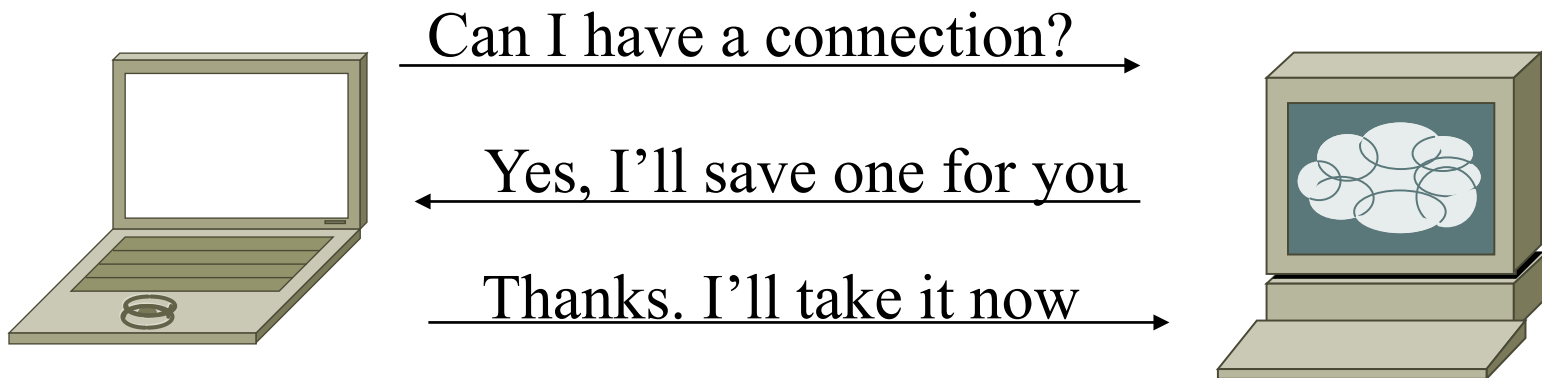 Can I have a connection?
Yes, I’ll save one for you
Thanks. I’ll take it now